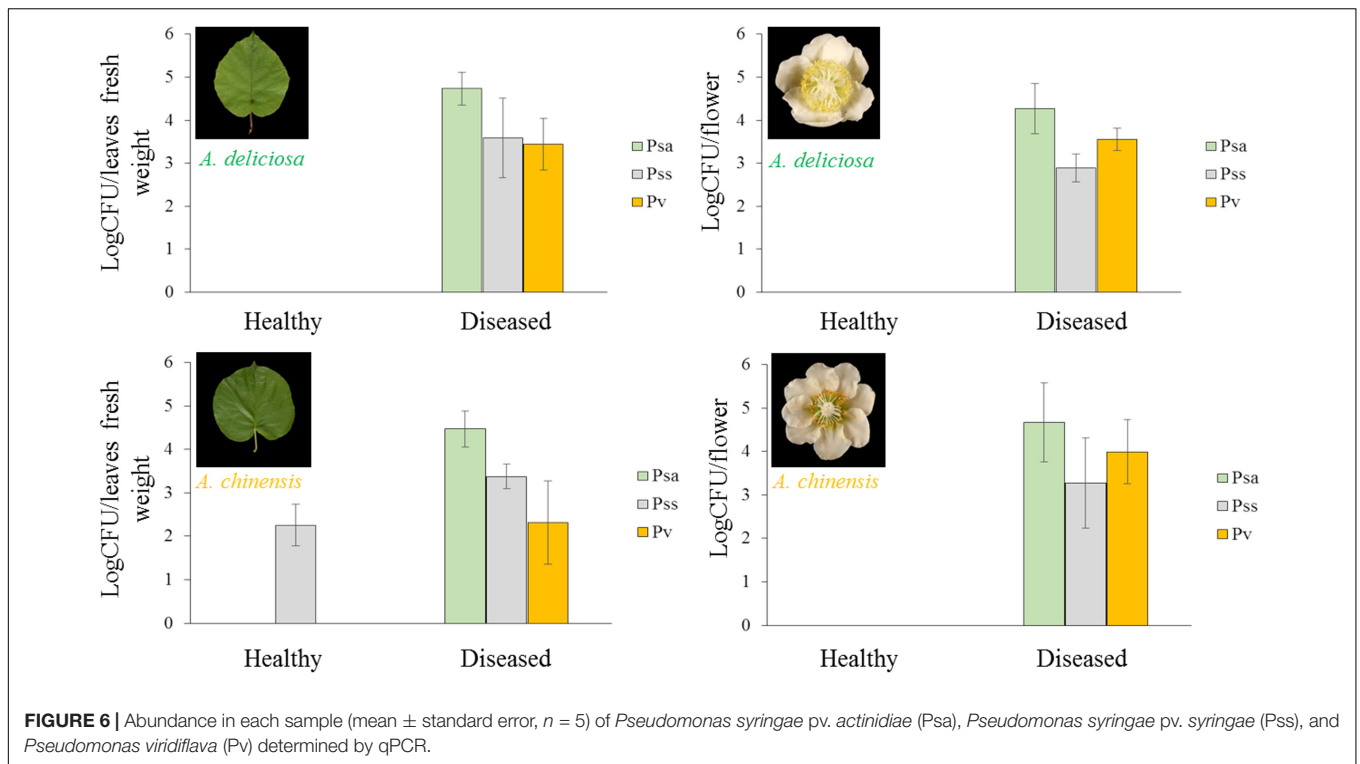 LogCFU/leaves fresh
weight
6
5
4
3
2
1
0
A. deliciosa
Psa
Pss
Pv
Healthy Diseased
LogCFU/flower
6
5
4
3
2
1
0
A. deliciosa
Psa
Pss
Pv
Healthy Diseased
LogCFU/leaves fresh
weight
6
5
4
3
2
1
0
A. chinensis
Psa
Pss
Pv
Healthy Diseased
LogCFU/flower
6
5
4
3
2
1
0
A. chinensis
Psa
Pss
Pv
Healthy Diseased
FIGURE 6 | Abundance in each sample (mean ± standard error, n = 5) of Pseudomonas syringae pv. actinidiae (Psa), Pseudomonas syringae pv. syringae (Pss), and
Pseudomonas viridiflava (Pv) determined by qPCR.